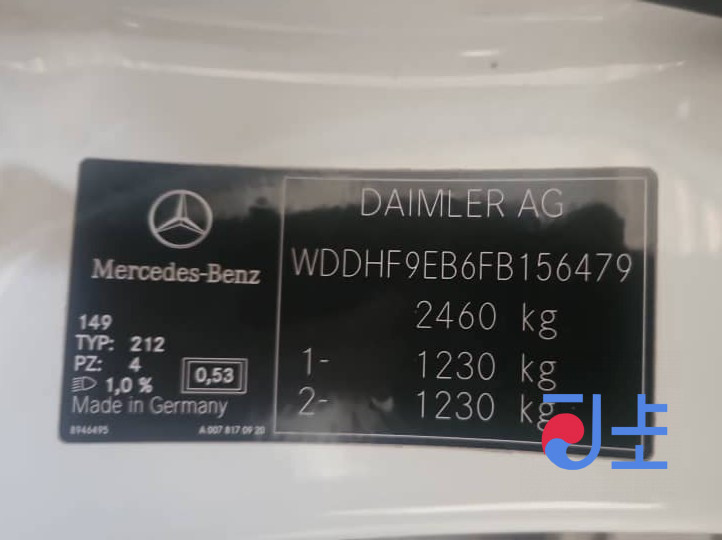 Mercedes-Benz
149
TYP: 212
PZ: 4
1,0 %
0,53
Made in Germany
8946495
A 007 817 09 20
DAIMLER AG
WDDHF9EB6FB156479
2460 kg
1- 1230 kg
2- 1230 kg